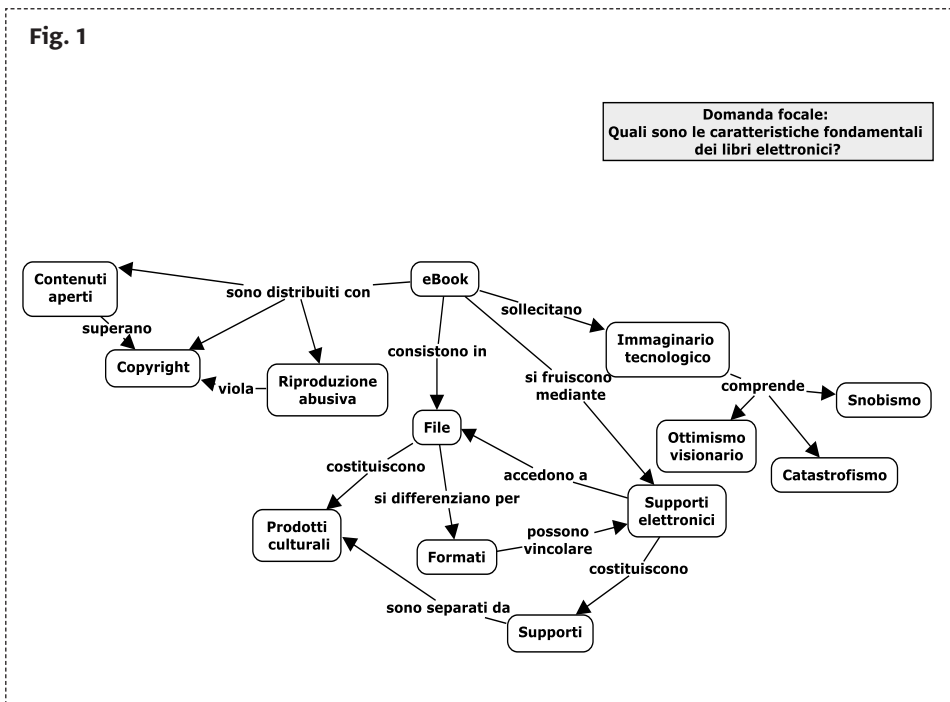 Fig. 1
Domanda focale:
Quali sono le caratteristiche fondamentali
dei libri elettronici?
Contenuti
aperti
sono distribuiti con
eBook
sollecitano
superano
Copyright
viola
Riproduzione
abusiva
consistono in
si fruiscono
mediante
Immaginario
tecnologico
comprende
Snobismo
Ottimismo
visionario
Catastrofismo
File
costituiscono
si differenziano per
accedono a
Supporti
elettronici
Prodotti
culturali
Formati
possono
vincolare
costituiscono
sono separati da
Supporti